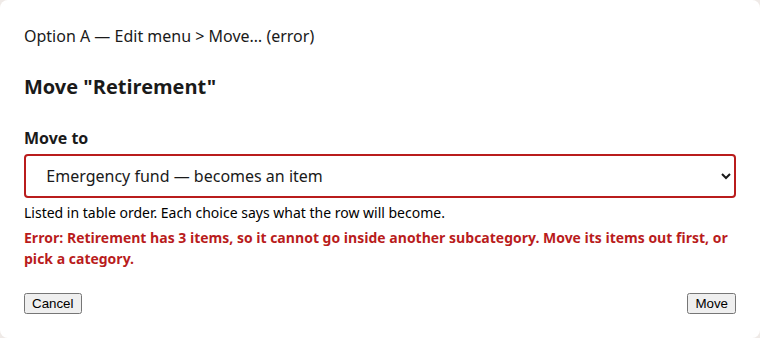 Option A — Edit menu > Move... (error)
Move "Retirement"
Move to
Emergency fund — becomes an item
Listed in table order. Each choice says what the row will become.
Error: Retirement has 3 items, so it cannot go inside another subcategory. Move its items out first, or
pick a category.
Cancel
Move